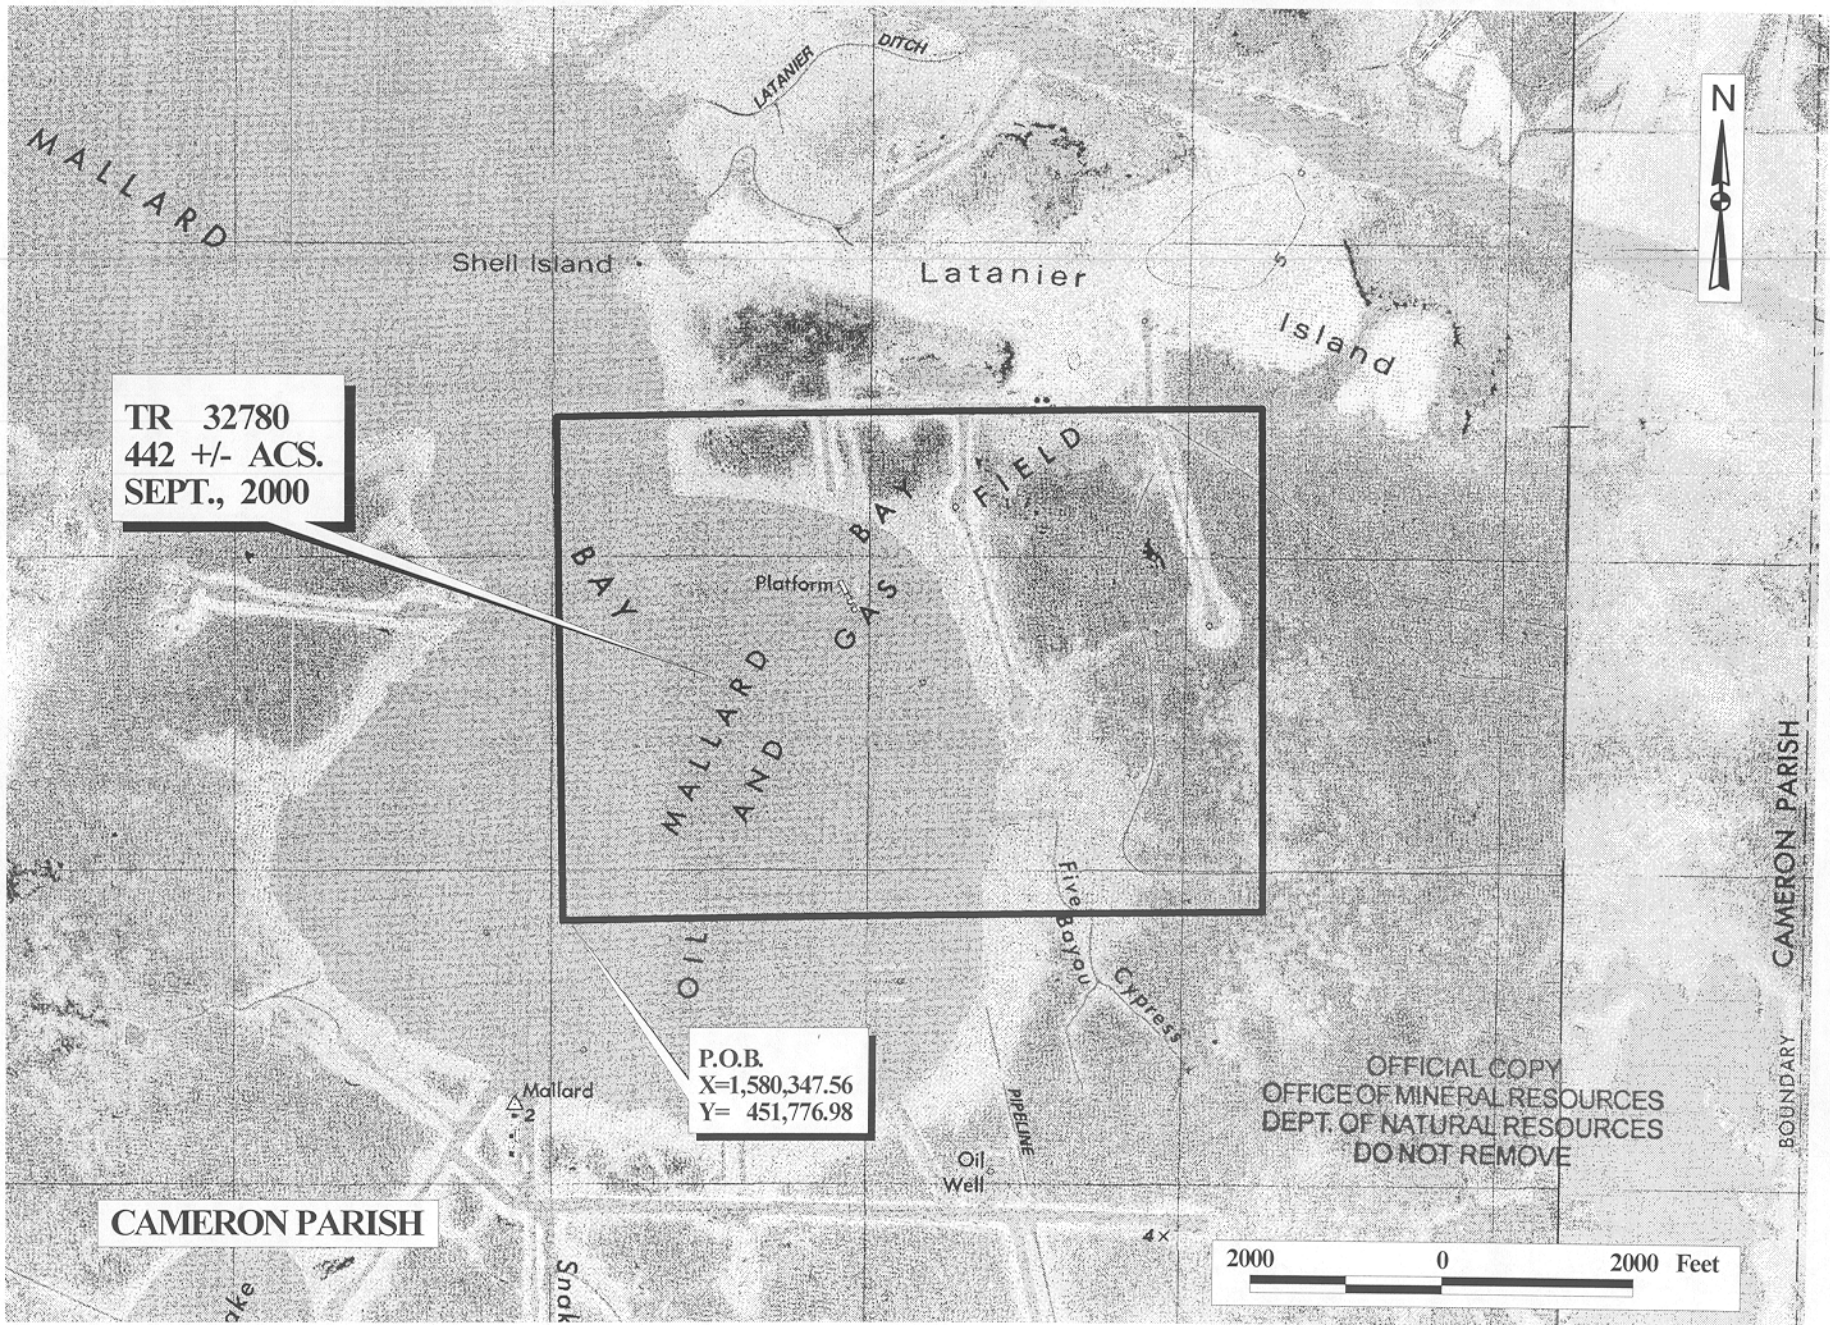 LATANIER DITCH
N
MALLARD
Shell Island
Latanier
Island
5
TR 32780
442 +/- ACS.
SEPT., 2000
BAY
FIELD
BAY
Platform
GAS
MALLARD
AND
OIL
Five Bayou
Cypress
CAMERON PARISH
BOUNDARY
P.O.B.
X=1,580,347.56
Y= 451,776.98
Mallard
2
PIPELINE
Oil
Well
OFFICIAL COPY
OFFICE OF MINERAL RESOURCES
DEPT. OF NATURAL RESOURCES
DO NOT REMOVE
CAMERON PARISH
4×
2000 0 2000 Feet